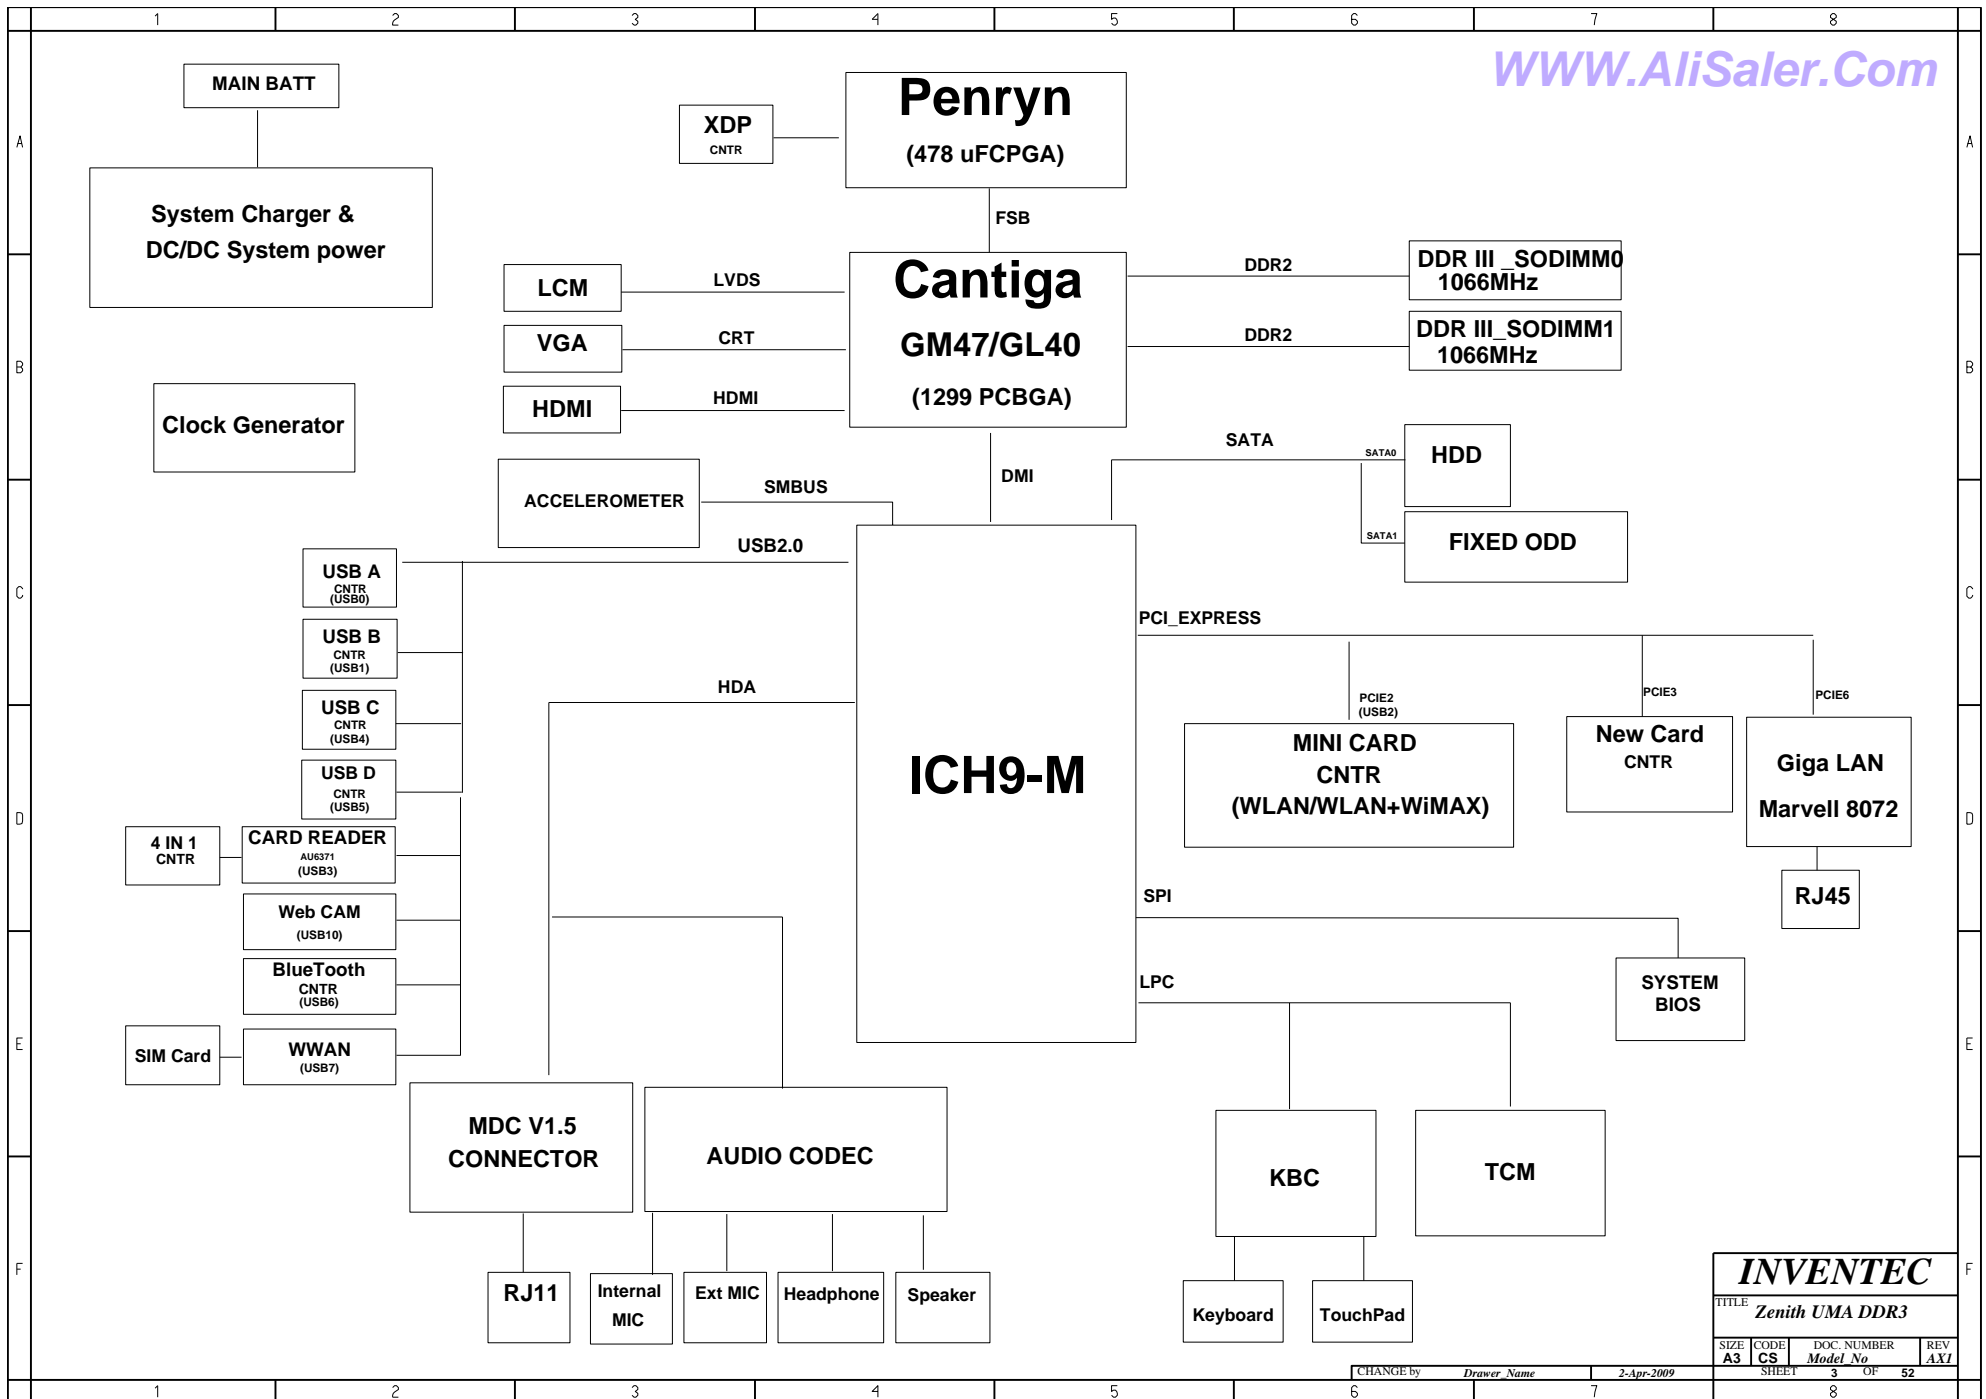 1 2 3 4 5 6 7 8
WWW.AliSaler.Com
MAIN BATT
System Charger &
DC/DC System power
Clock Generator
XDP
CNTR
Penryn
(478 uFCPGA)
FSB
Cantiga
GM47/GL40
(1299 PCBGA)
LCM
LVDS
VGA
CRT
HDMI
HDMI
DDR2
DDR III _SODIMM0
1066MHz
DDR2
DDR III_SODIMM1
1066MHz
DMI
SATA
SATA0
HDD
SATA1
FIXED ODD
ACCELEROMETER
SMBUS
USB2.0
USB A
CNTR
(USB0)
USB B
CNTR
(USB1)
USB C
CNTR
(USB4)
USB D
CNTR
(USB5)
4 IN 1
CNTR
CARD READER
AU6371
(USB3)
Web CAM
(USB10)
BlueTooth
CNTR
(USB6)
SIM Card
WWAN
(USB7)
HDA
ICH9-M
PCI_EXPRESS
PCIE2
(USB2)
MINI CARD
CNTR
(WLAN/WLAN+WiMAX)
PCIE3
New Card
CNTR
PCIE6
Giga LAN
Marvell 8072
RJ45
SPI
SYSTEM
BIOS
LPC
MDC V1.5
CONNECTOR
AUDIO CODEC
KBC
TCM
RJ11
Internal
MIC
Ext MIC
Headphone
Speaker
Keyboard
TouchPad
INVENTEC
TITLE
Zenith UMA DDR3
SIZE CODE DOC. NUMBER REV
A3 CS Model_No AX1
CHANGE by Drawer_Name 2-Apr-2009 SHEET 3 OF 52
A
B
C
D
E
F
A
B
C
D
E
F
1 2 3 4 5 6 7 8